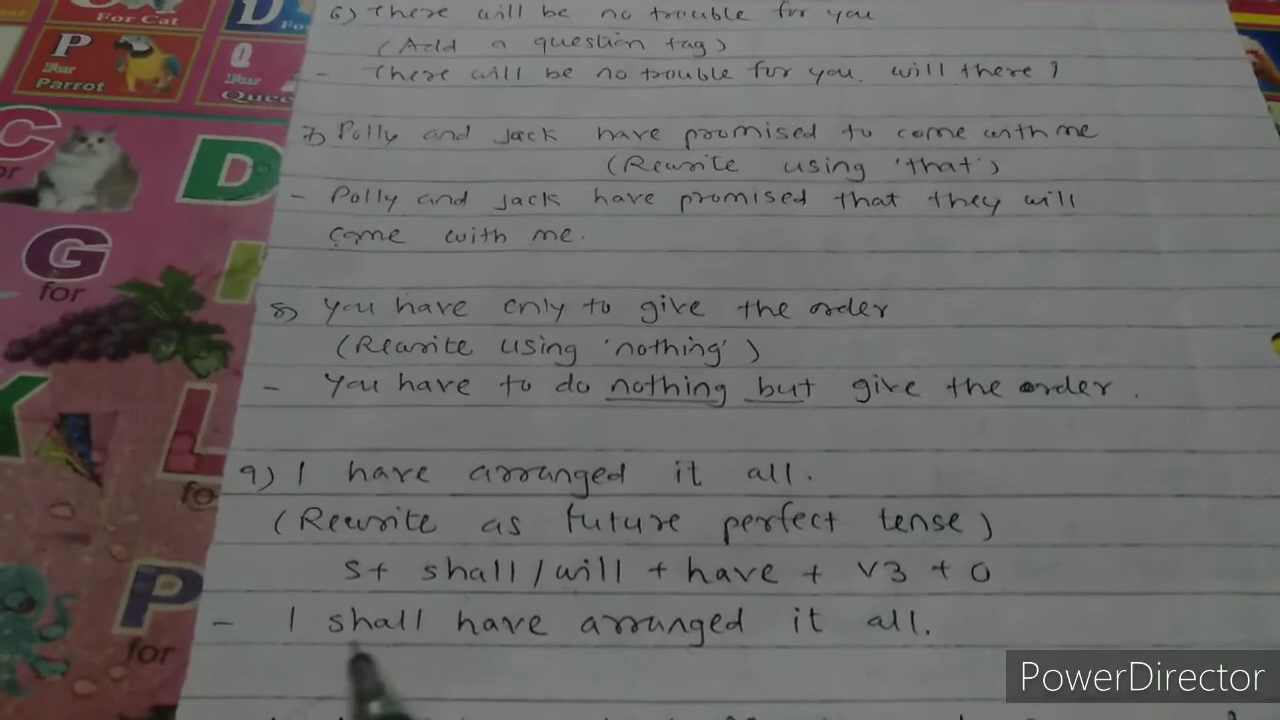 For Cat
D
Fo
P
For
Parrot
Q
For
Quee
C
or
D
G
for
L
fo
P
for
6) There will be no trouble for you
(Add a question tag)
- There will be no trouble for you, will there?
7) Polly and Jack have promised to come with me
(Rewrite using 'that')
- Polly and Jack have promised that they will
come with me.
8) You have only to give the order
(Rewrite using 'nothing')
- You have to do nothing but give the order.
9) I have arranged it all.
(Rewrite as future perfect tense)
S+ shall/will + have + V3 + O
- I shall have arranged it all.
PowerDirector